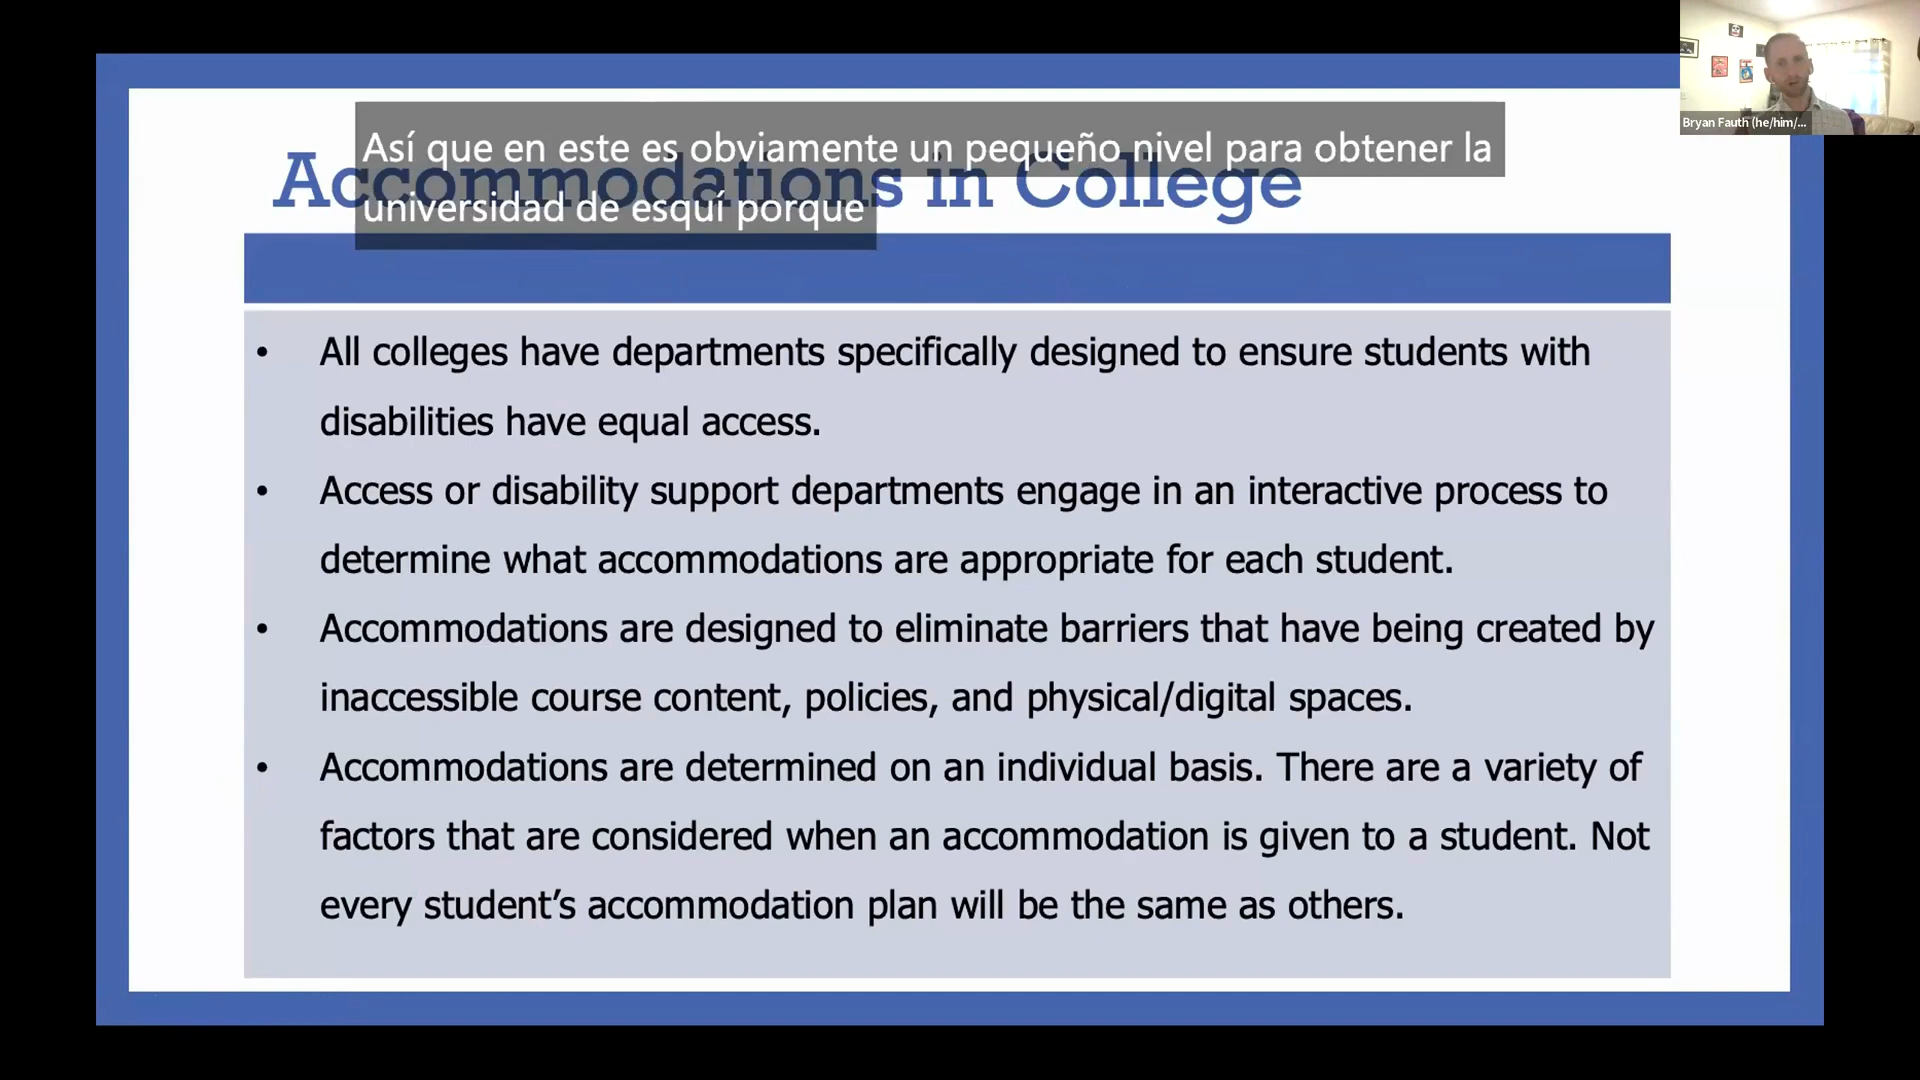 Así que en este es obviamente un pequeño nivel para obtener la
universidad de esquí porque
Accommodations in College
• All colleges have departments specifically designed to ensure students with
disabilities have equal access.
• Access or disability support departments engage in an interactive process to
determine what accommodations are appropriate for each student.
• Accommodations are designed to eliminate barriers that have being created by
inaccessible course content, policies, and physical/digital spaces.
• Accommodations are determined on an individual basis. There are a variety of
factors that are considered when an accommodation is given to a student. Not
every student’s accommodation plan will be the same as others.
Bryan Fauth (he/him/...